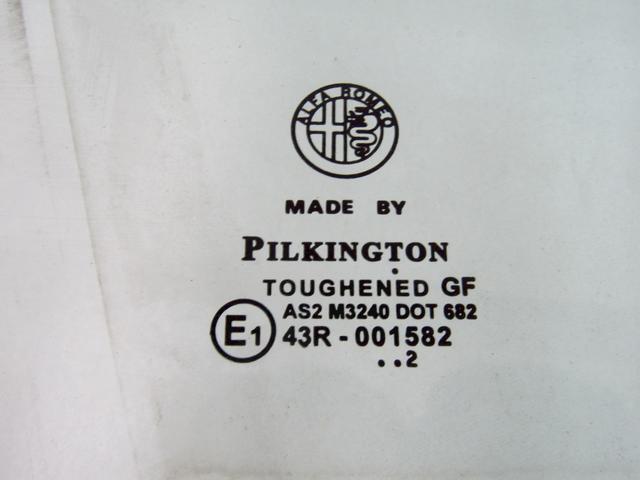 ALFA ROMEO
MADE BY
PILKINGTON
TOUGHENED GF
AS2 M3240 DOT 682
E1 43R - 001582
..2